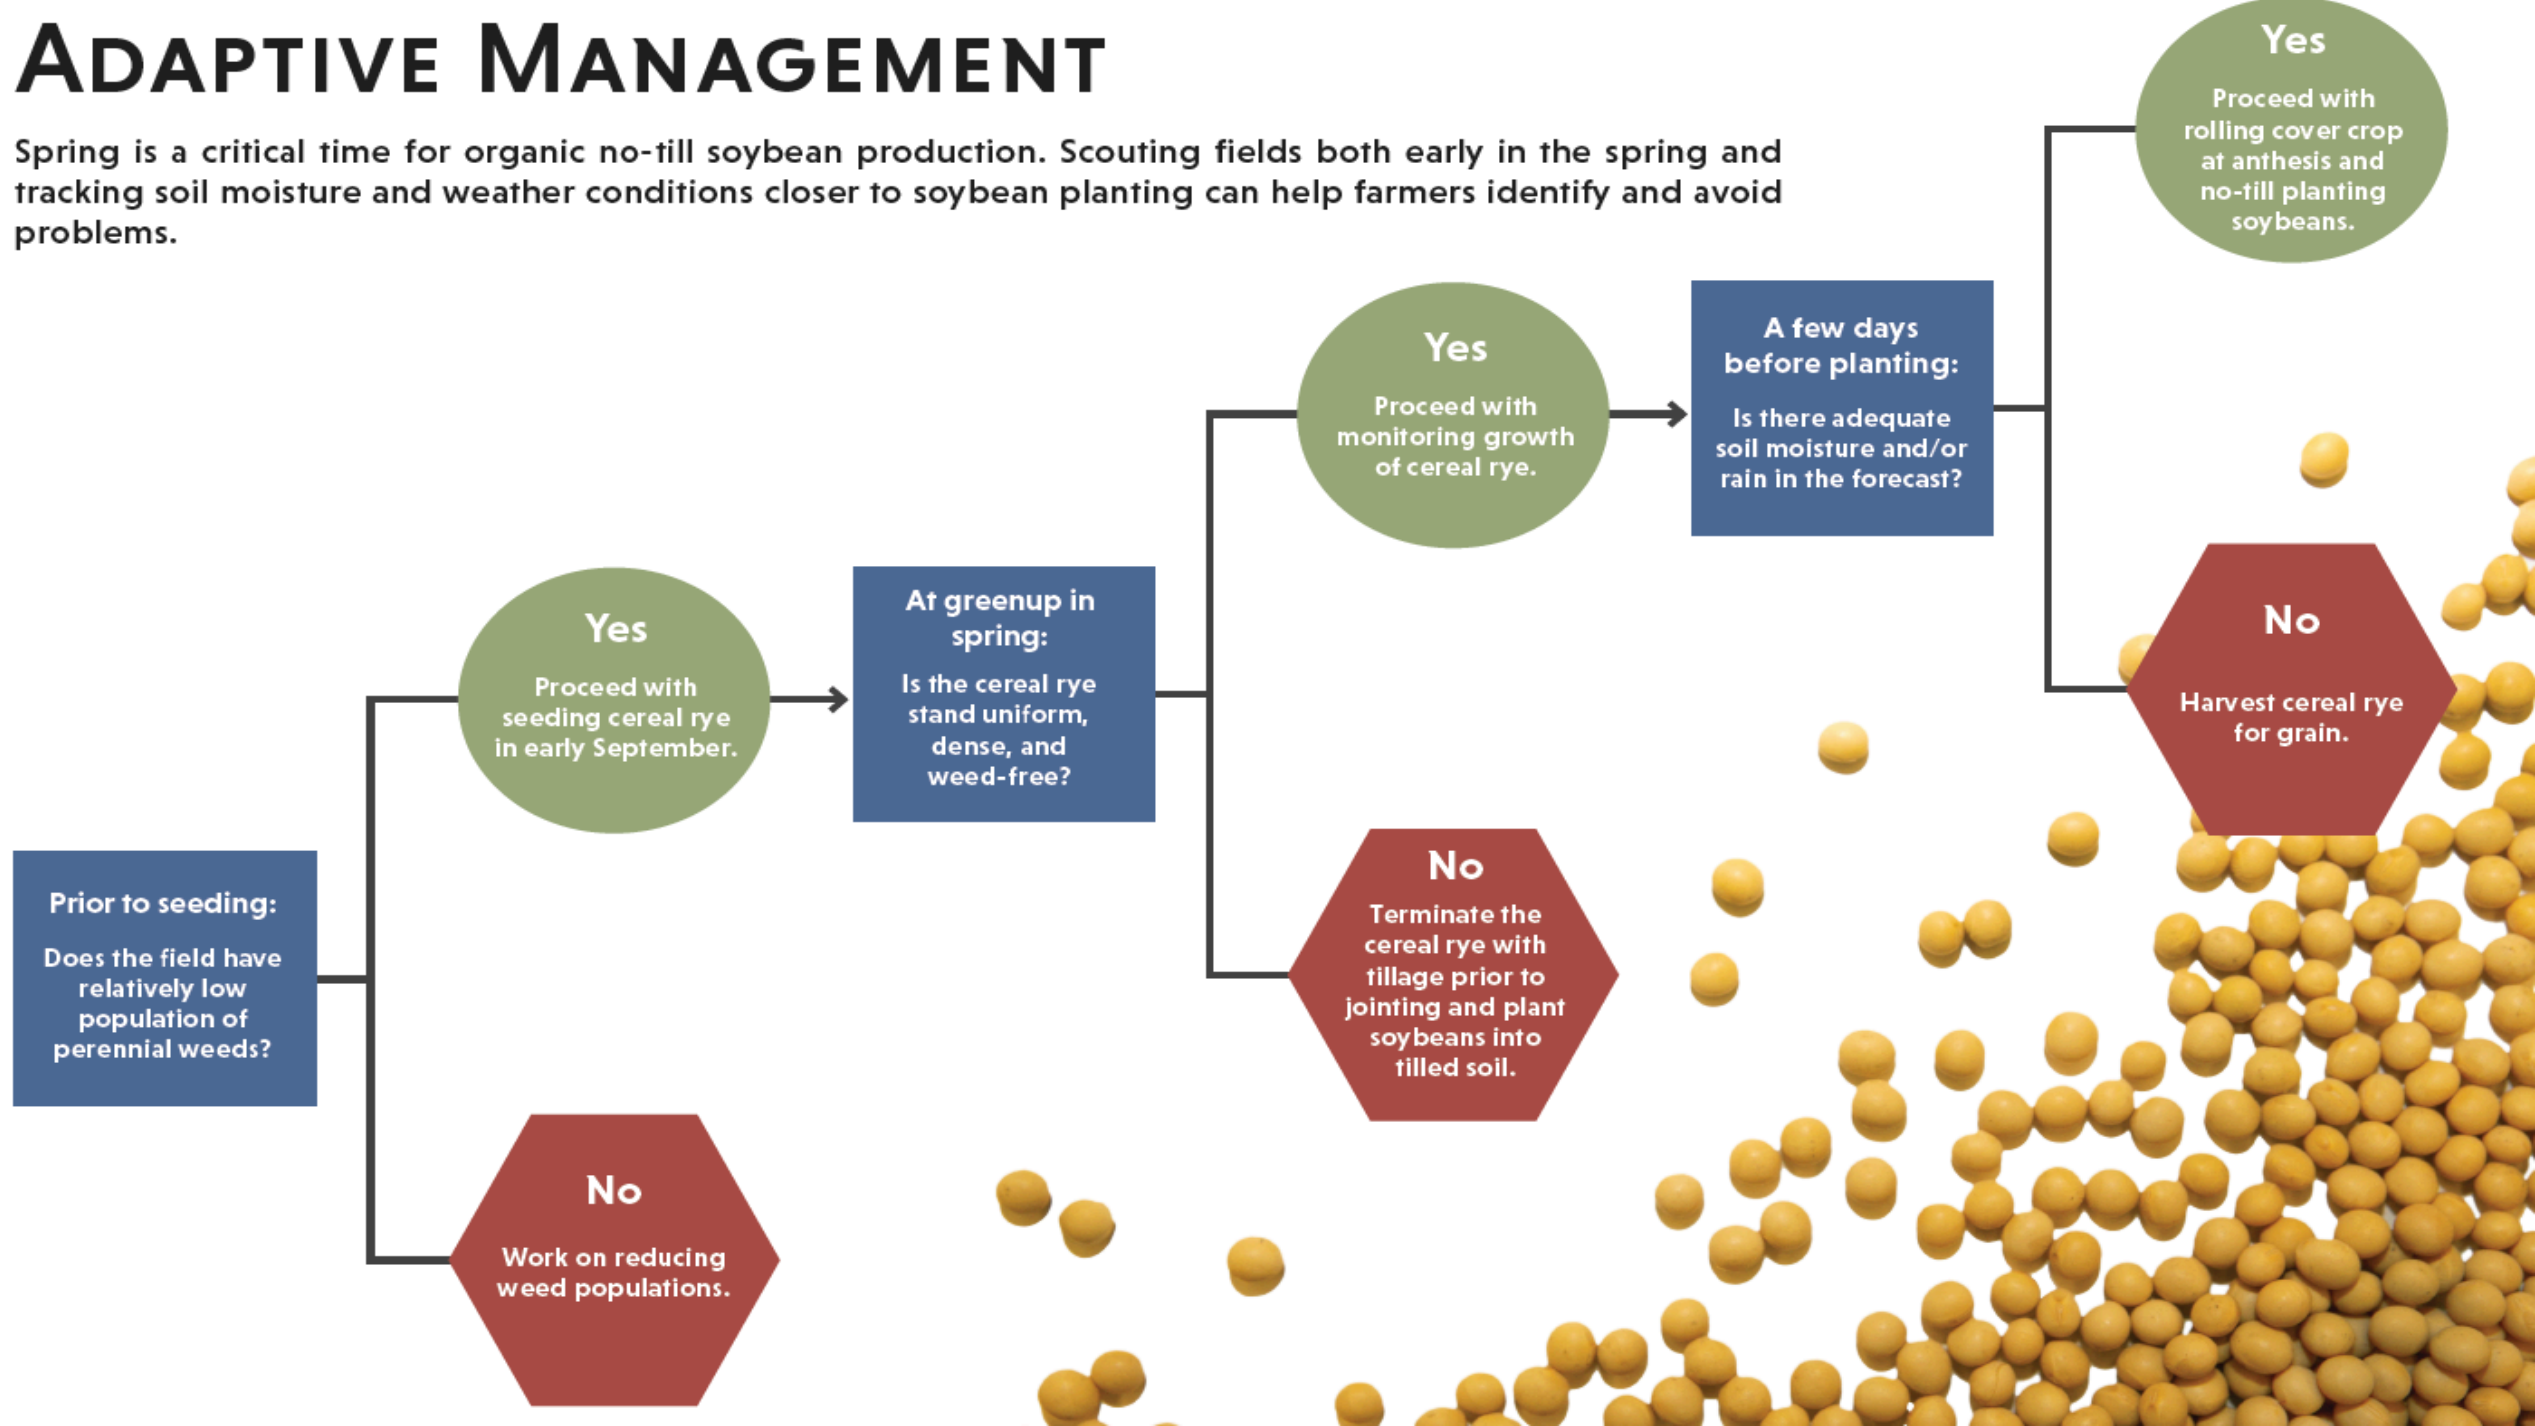 ADAPTIVE MANAGEMENT
Spring is a critical time for organic no-till soybean production. Scouting fields both early in the spring and
tracking soil moisture and weather conditions closer to soybean planting can help farmers identify and avoid
problems.
Prior to seeding:
Does the field have
relatively low
population of
perennial weeds?
Yes
Proceed with
seeding cereal rye
in early September.
No
Work on reducing
weed populations.
At greenup in
spring:
Is the cereal rye
stand uniform,
dense, and
weed-free?
Yes
Proceed with
monitoring growth
of cereal rye.
No
Terminate the
cereal rye with
tillage prior to
jointing and plant
soybeans into
tilled soil.
A few days
before planting:
Is there adequate
soil moisture and/or
rain in the forecast?
Yes
Proceed with
rolling cover crop
at anthesis and
no-till planting
soybeans.
No
Harvest cereal rye
for grain.